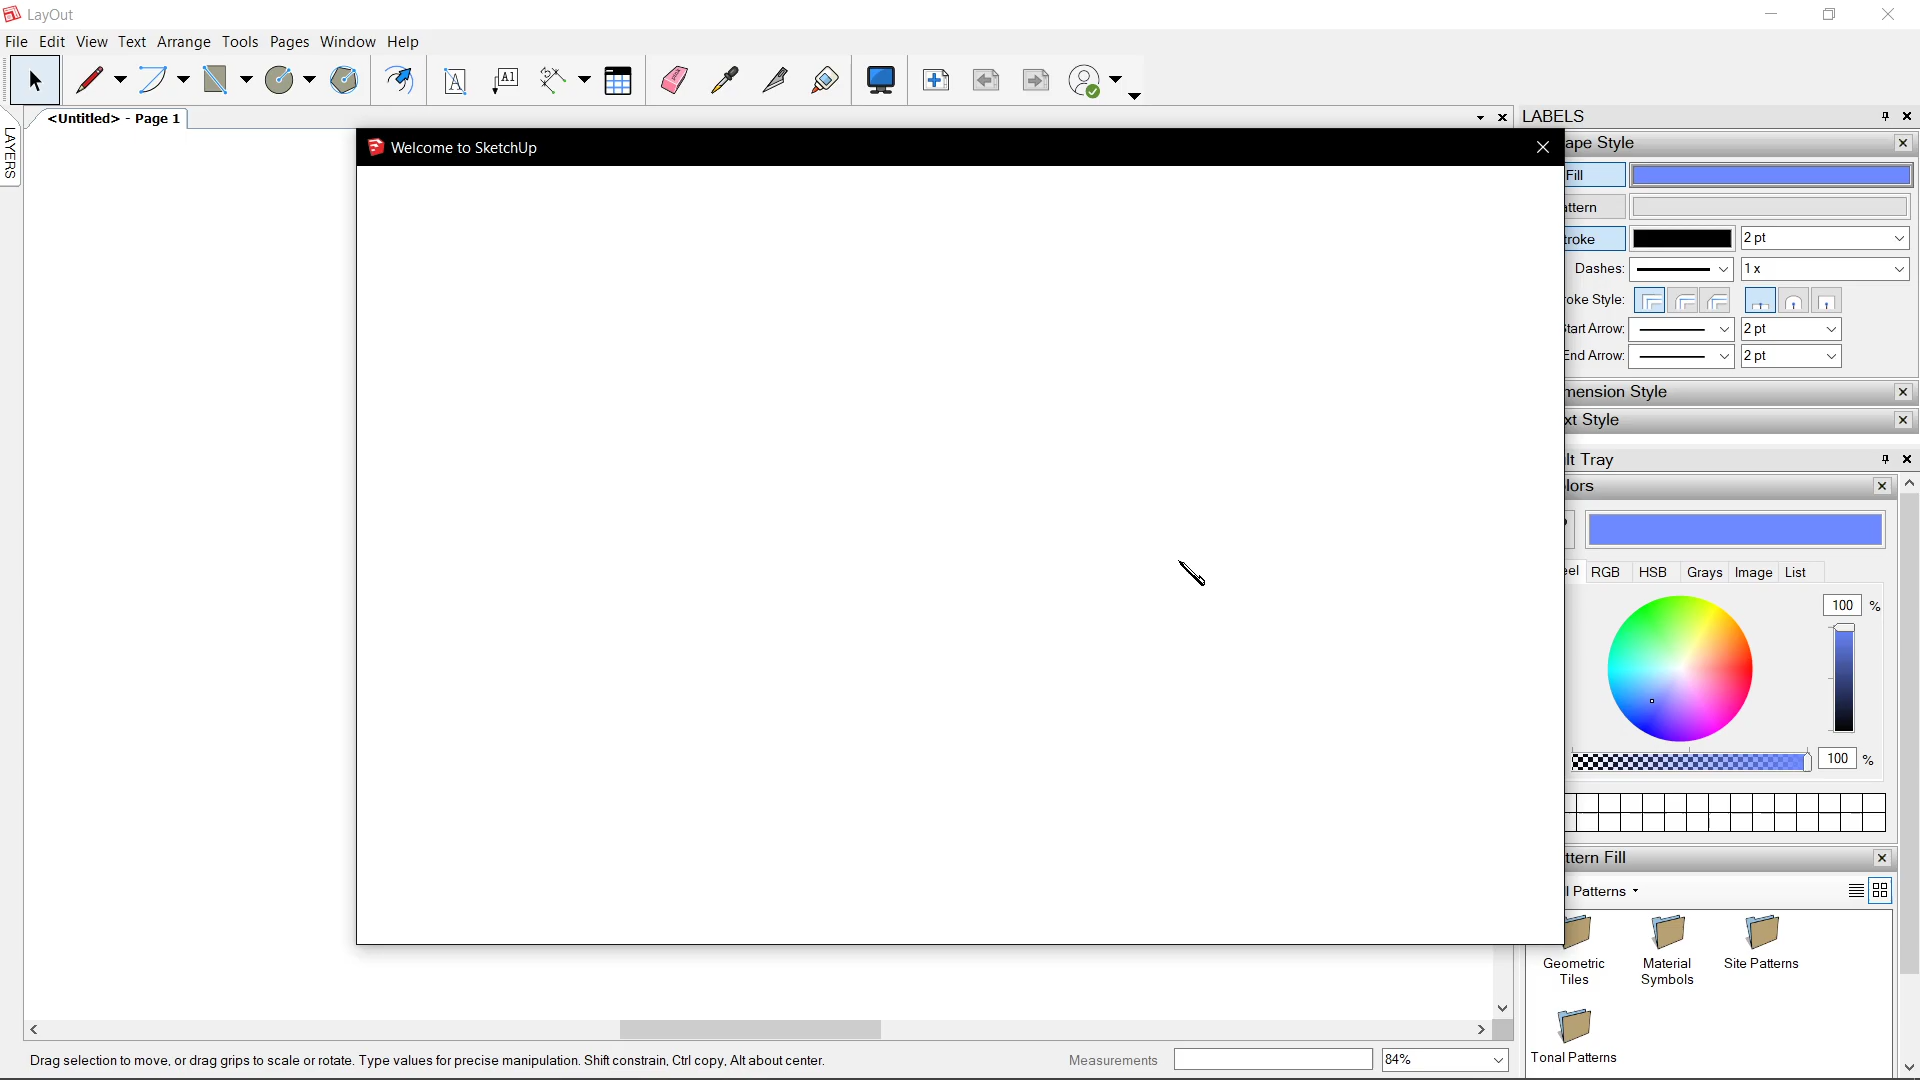 LayOut
File Edit View Text Arrange Tools Pages Window Help
<Untitled> - Page 1
LAYERS
Welcome to SketchUp
LABELS
ape Style
Fill
attern
roke
2 pt
Dashes:
1 x
oke Style:
tart Arrow:
2 pt
End Arrow:
2 pt
mension Style
xt Style
lt Tray
lors
eel RGB HSB Grays Image List
100 %
100 %
ttern Fill
l Patterns
Geometric Tiles
Material Symbols
Site Patterns
Tonal Patterns
Drag selection to move, or drag grips to scale or rotate. Type values for precise manipulation. Shift constrain, Ctrl copy, Alt about center.
Measurements
84%